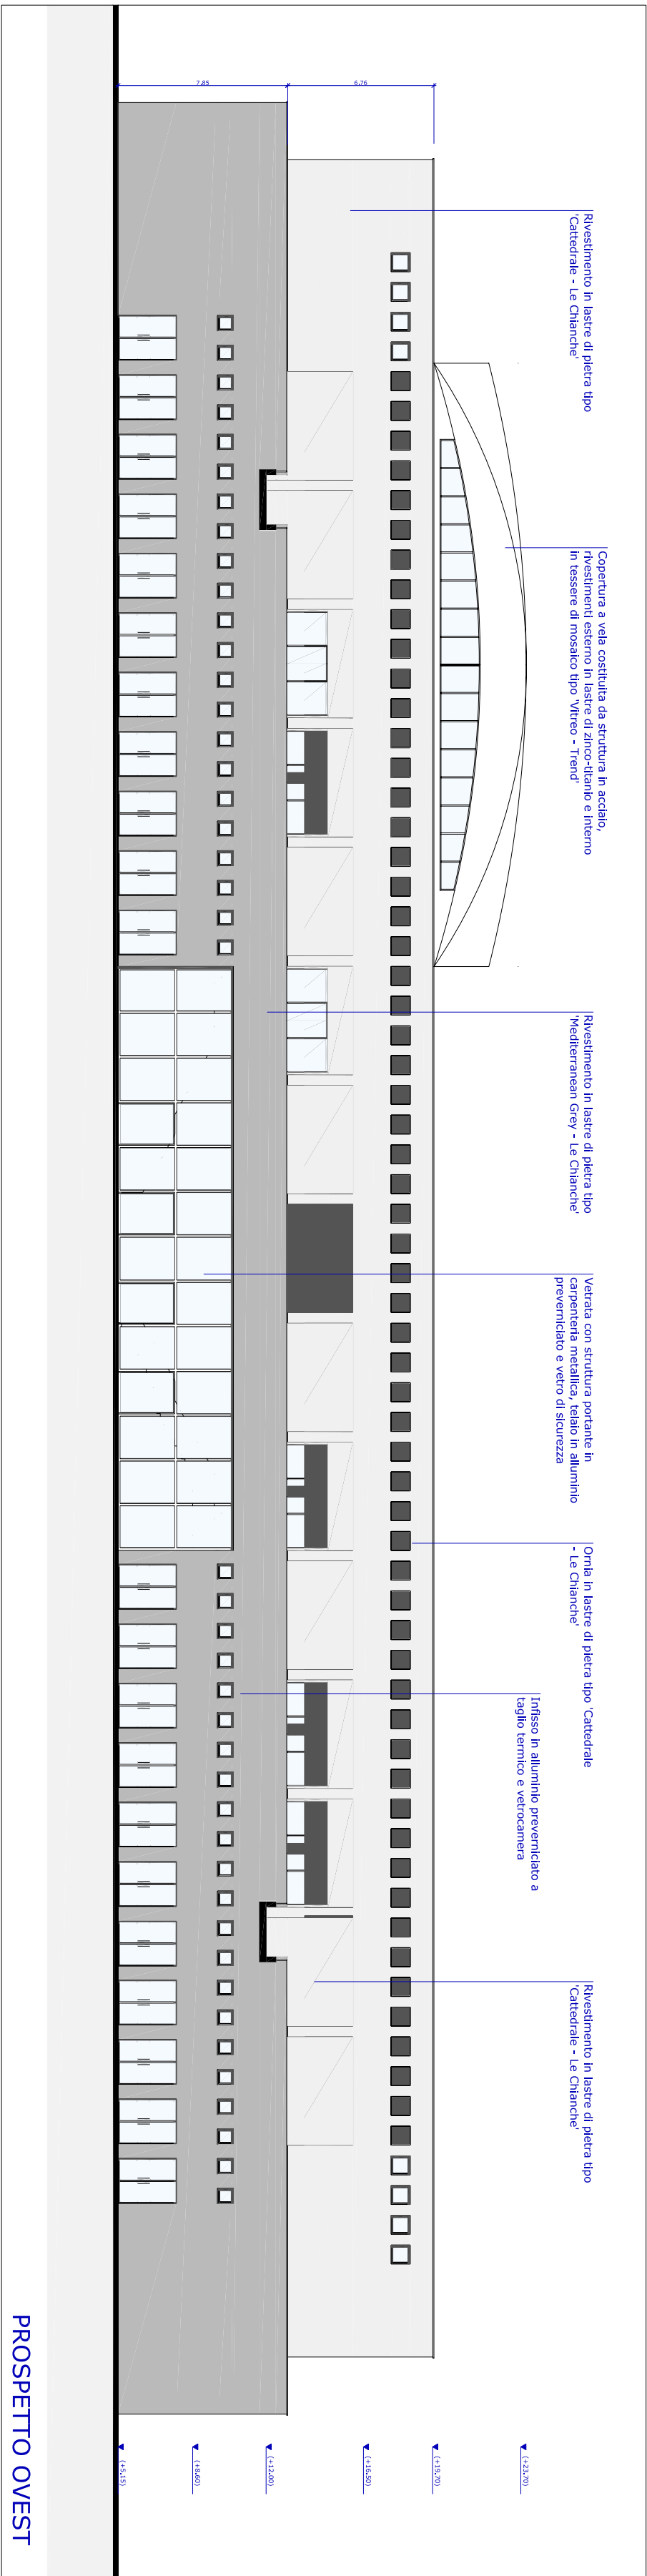 7.85
6.76
Rivestimento in lastre di pietra tipo
'Cattedrale - Le Chianche'
Copertura a vela costituita da struttura in acciaio,
rivestimenti esterno in lastre di zinco-titanio e interno
in tessere di mosaico tipo 'Vitreo - Trend'
Rivestimento in lastre di pietra tipo
'Mediterranean Grey - Le Chianche'
Vetrata con struttura portante in
carpenteria metallica, telaio in alluminio
preverniciato e vetro di sicurezza
Ornia in lastre di pietra tipo 'Cattedrale
- Le Chianche'
Infisso in alluminio preverniciato a
taglio termico e vetrocamera
Rivestimento in lastre di pietra tipo
'Cattedrale - Le Chianche'
(+23.70)
(+19.70)
(+16.50)
(+12.00)
(+8.60)
(+5.15)
PROSPETTO OVEST